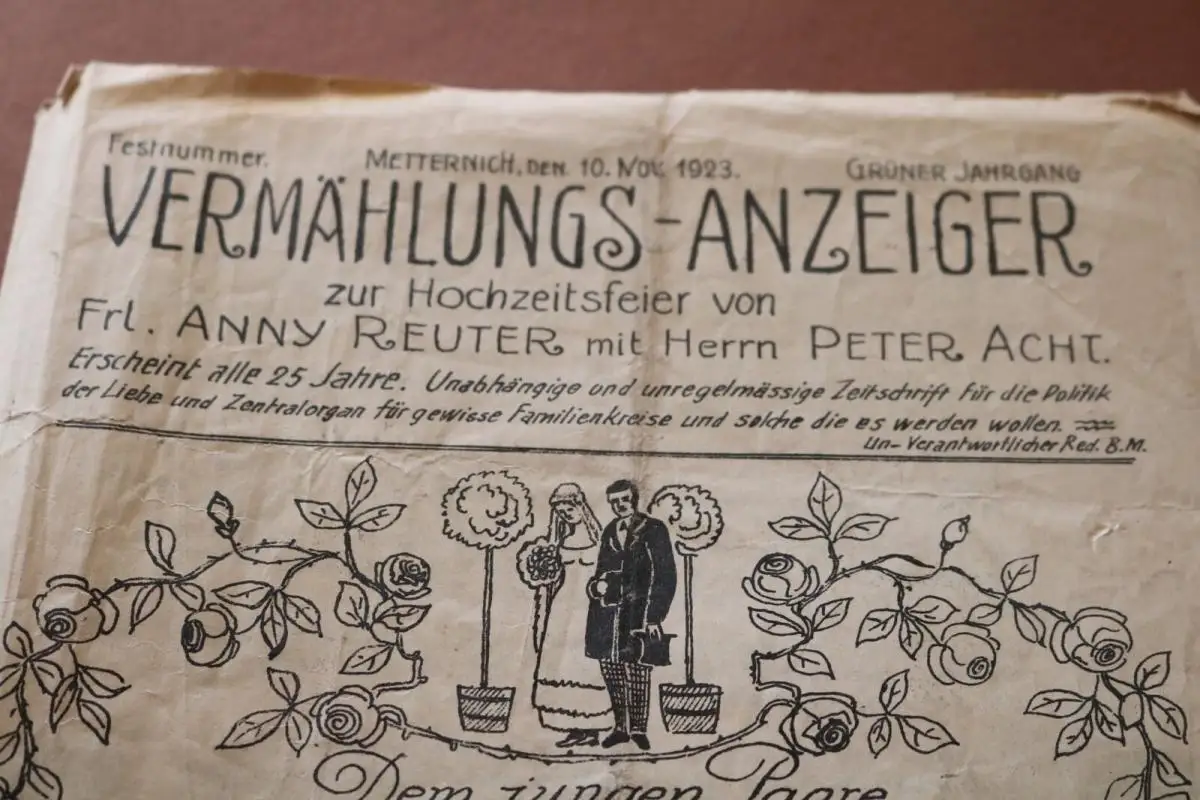 Festnummer. METTERNICH, DEN. 10. NOV. 1923. GRÜNER JAHRGANG
VERMÄHLUNGS-ANZEIGER
zur Hochzeitsfeier von
Frl. ANNY REUTER mit Herrn PETER ACHT.
Erscheint alle 25 Jahre. Unabhängige und unregelmässige Zeitschrift für die Politik
der Liebe und Zentralorgan für gewisse Familienkreise und solche die es werden wollen.
Un-Verantwortlicher Red. B.M.
Dem jungen Paare